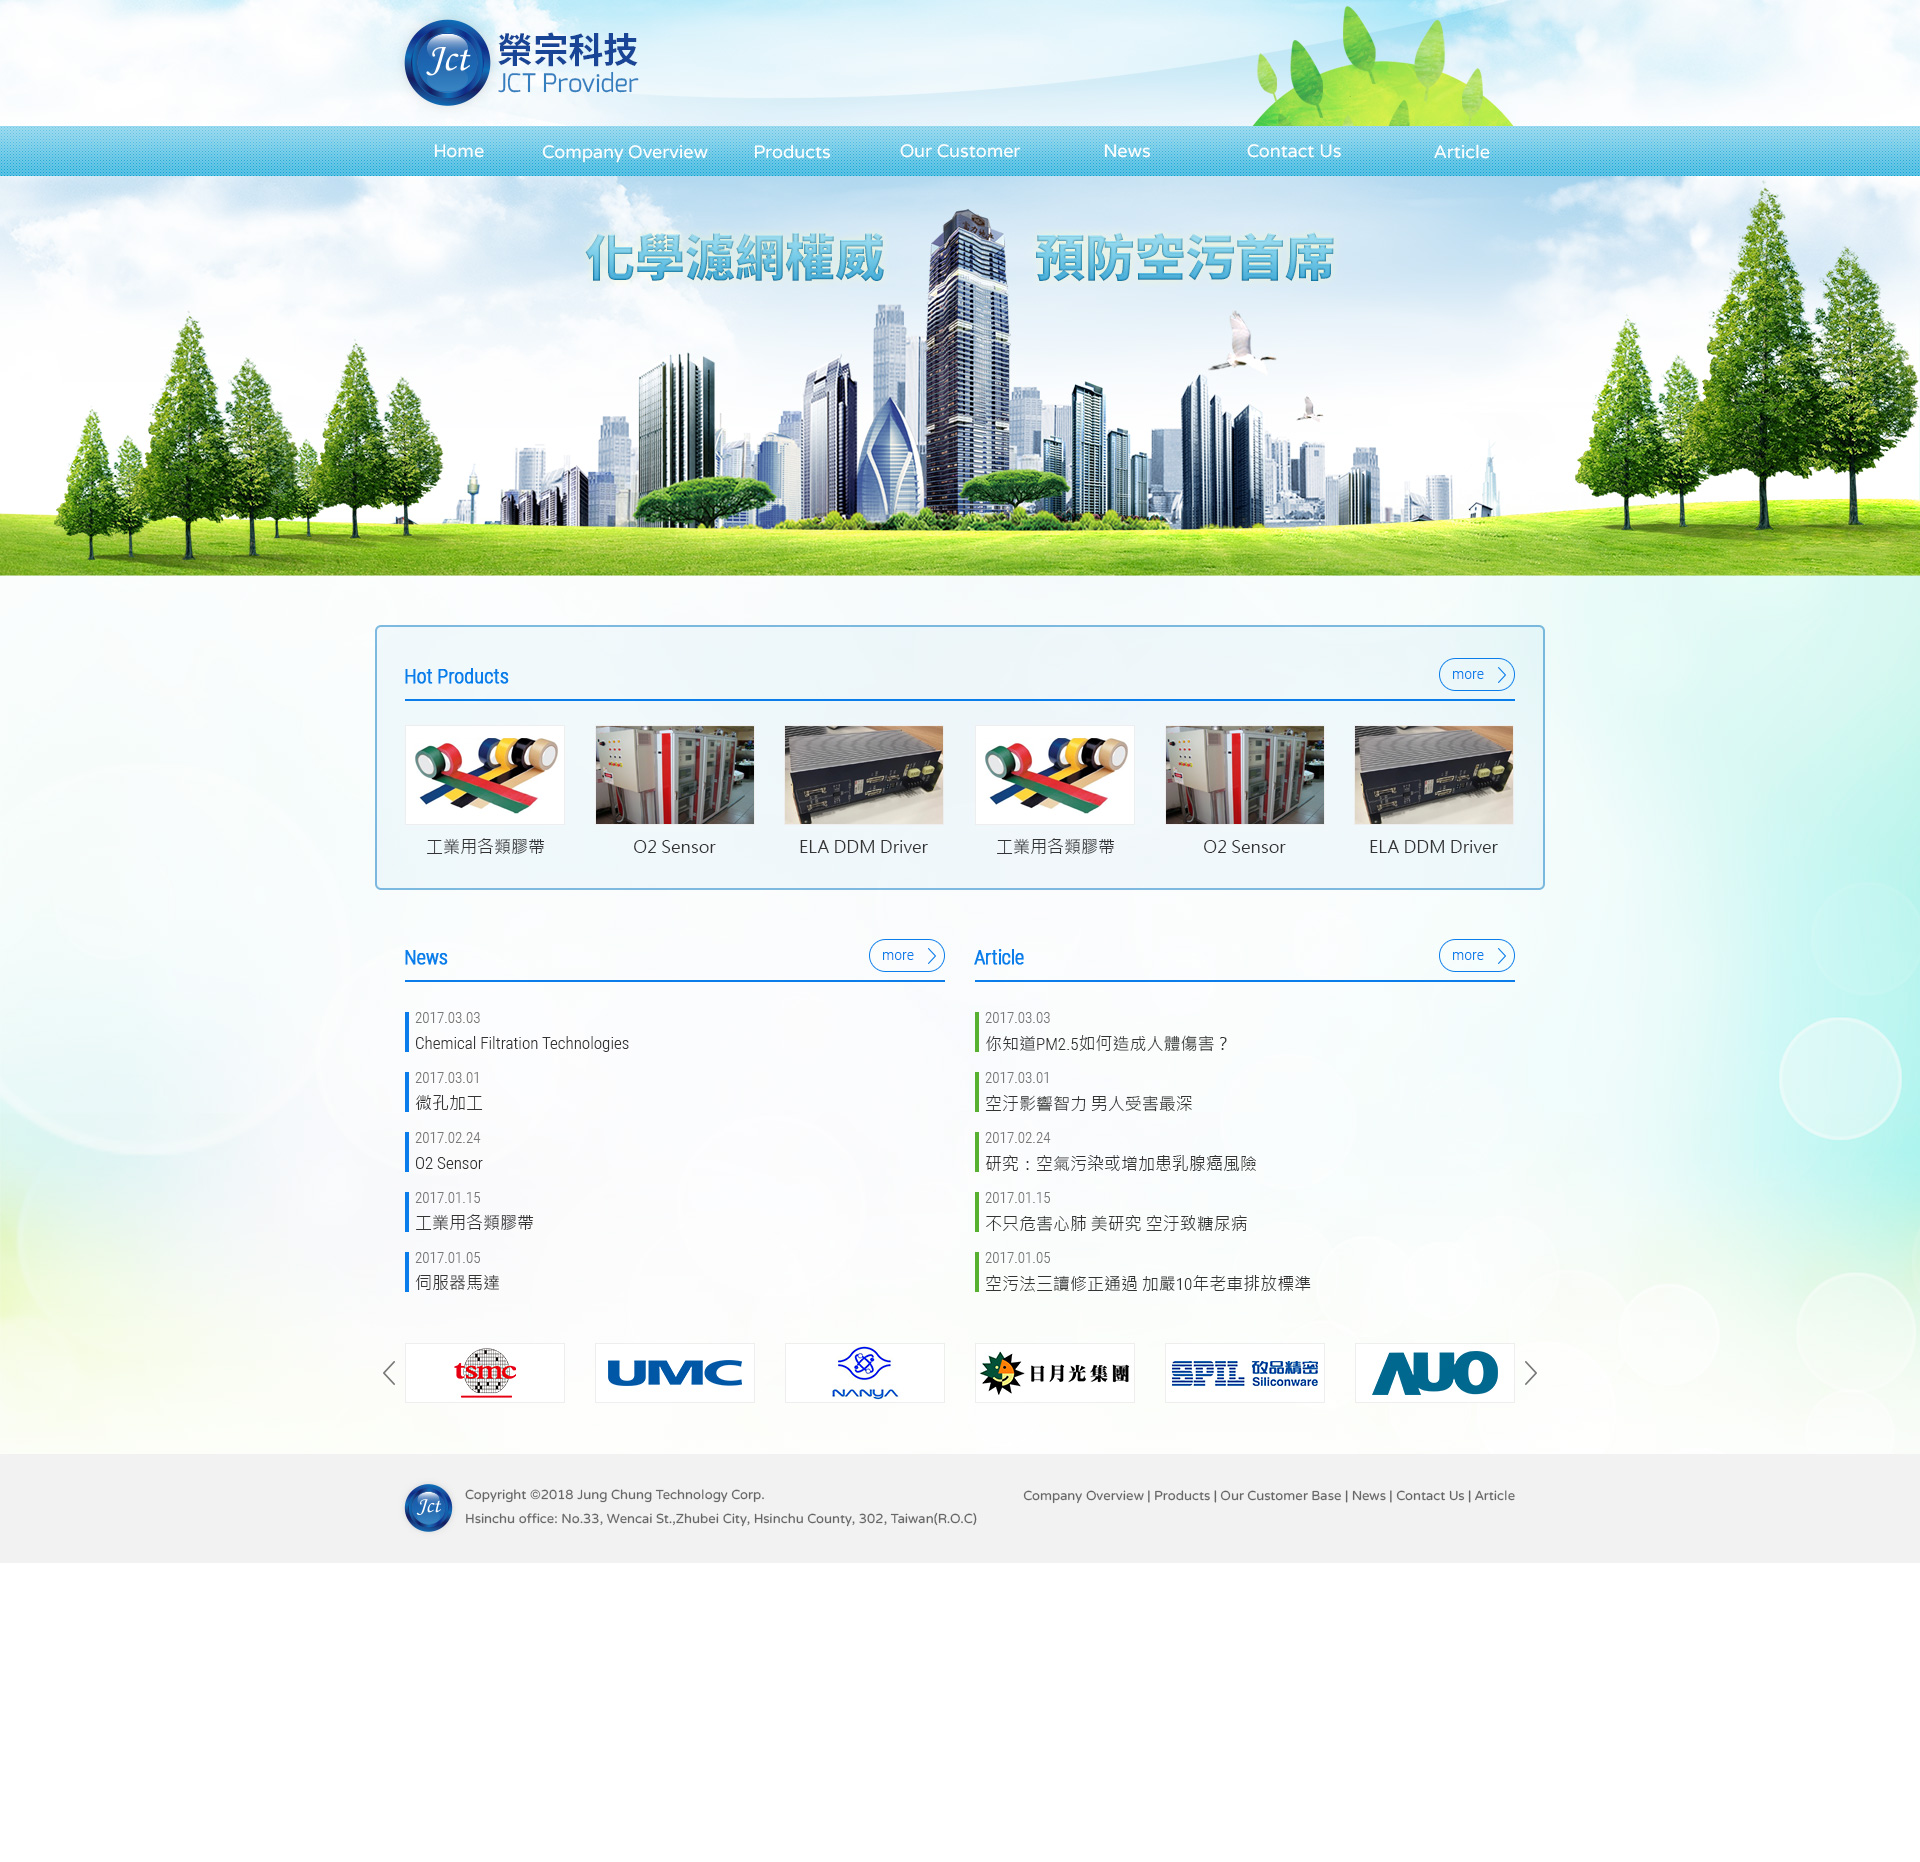 Jct
榮宗科技
JCT Provider
Home Company Overview Products Our Customer News Contact Us Article
化學濾網權威 預防空污首席
Hot Products more
工業用各類膠帶 O2 Sensor ELA DDM Driver 工業用各類膠帶 O2 Sensor ELA DDM Driver
News more
2017.03.03
Chemical Filtration Technologies
2017.03.01
微孔加工
2017.02.24
O2 Sensor
2017.01.15
工業用各類膠帶
2017.01.05
伺服器馬達
Article more
2017.03.03
你知道PM2.5如何造成人體傷害？
2017.03.01
空汙影響智力 男人受害最深
2017.02.24
研究：空氣污染或增加患乳腺癌風險
2017.01.15
不只危害心肺 美研究 空汙致糖尿病
2017.01.05
空污法三讀修正通過 加嚴10年老車排放標準
tsmc
UMC
NANYA
日月光集團
SPIL 矽品精密
Siliconware
AUO
Jct
Copyright ©2018 Jung Chung Technology Corp.
Hsinchu office: No.33, Wencai St.,Zhubei City, Hsinchu County, 302, Taiwan(R.O.C)
Company Overview | Products | Our Customer Base | News | Contact Us | Article